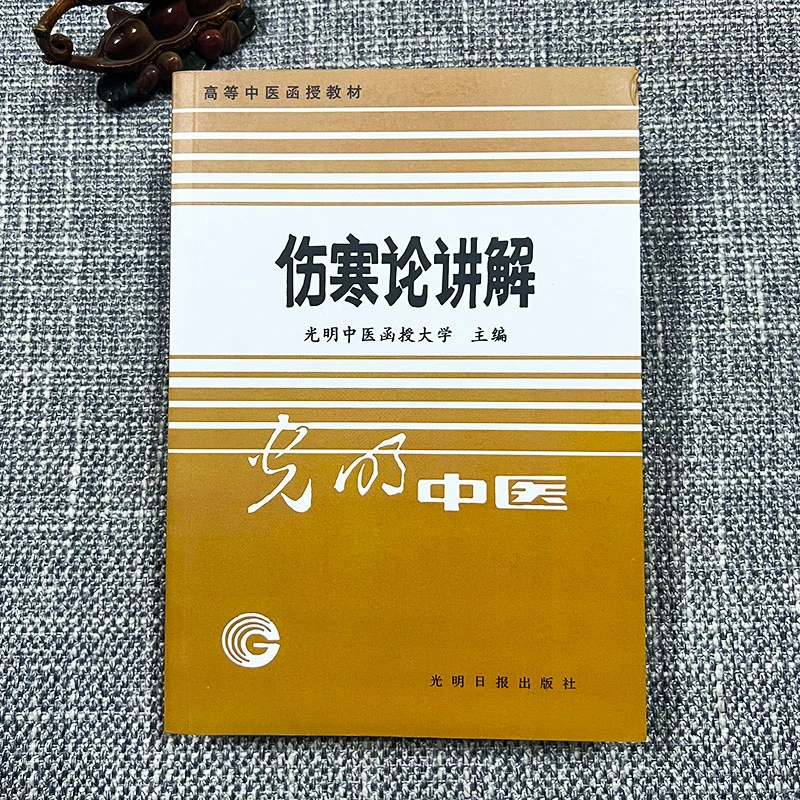 高等中医函授教材
伤寒论讲解
光明中医函授大学 主编
光明中医
光明日报出版社